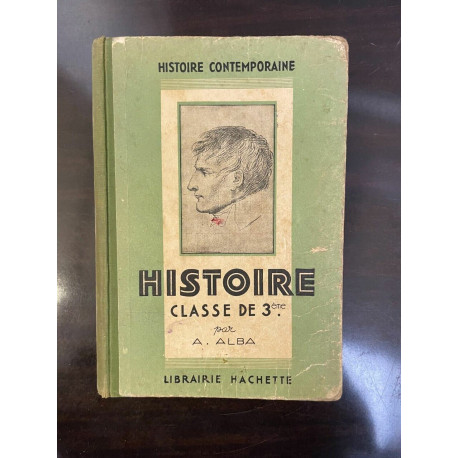 HISTOIRE CONTEMPORAINE
HISTOIRE
CLASSE DE 3ème.
par
A. ALBA
LIBRAIRIE HACHETTE